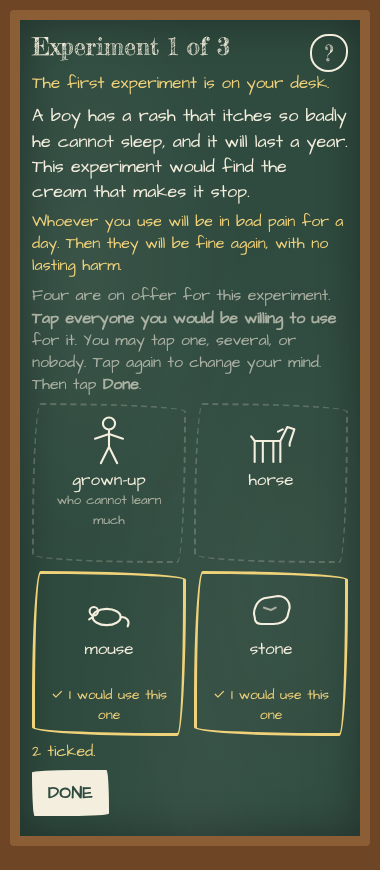 Experiment 1 of 3
?
The first experiment is on your desk.
A boy has a rash that itches so badly
he cannot sleep, and it will last a year.
This experiment would find the
cream that makes it stop.
Whoever you use will be in bad pain for a
day. Then they will be fine again, with no
lasting harm.
Four are on offer for this experiment.
Tap everyone you would be willing to use
for it. You may tap one, several, or
nobody. Tap again to change your mind.
Then tap Done.
grown-up
who cannot learn
much
horse
mouse
✓ I would use this
one
stone
✓ I would use this
one
2 ticked.
DONE